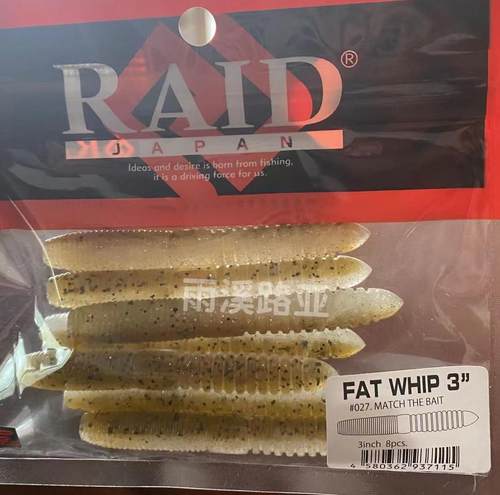 RAID®
JAPAN
Ideas and desire is born from fishing,
it is a driving force for us.
雨溪路亚
FAT WHIP 3”
#027. MATCH THE BAIT
3inch 8pcs.
4 580362 937115